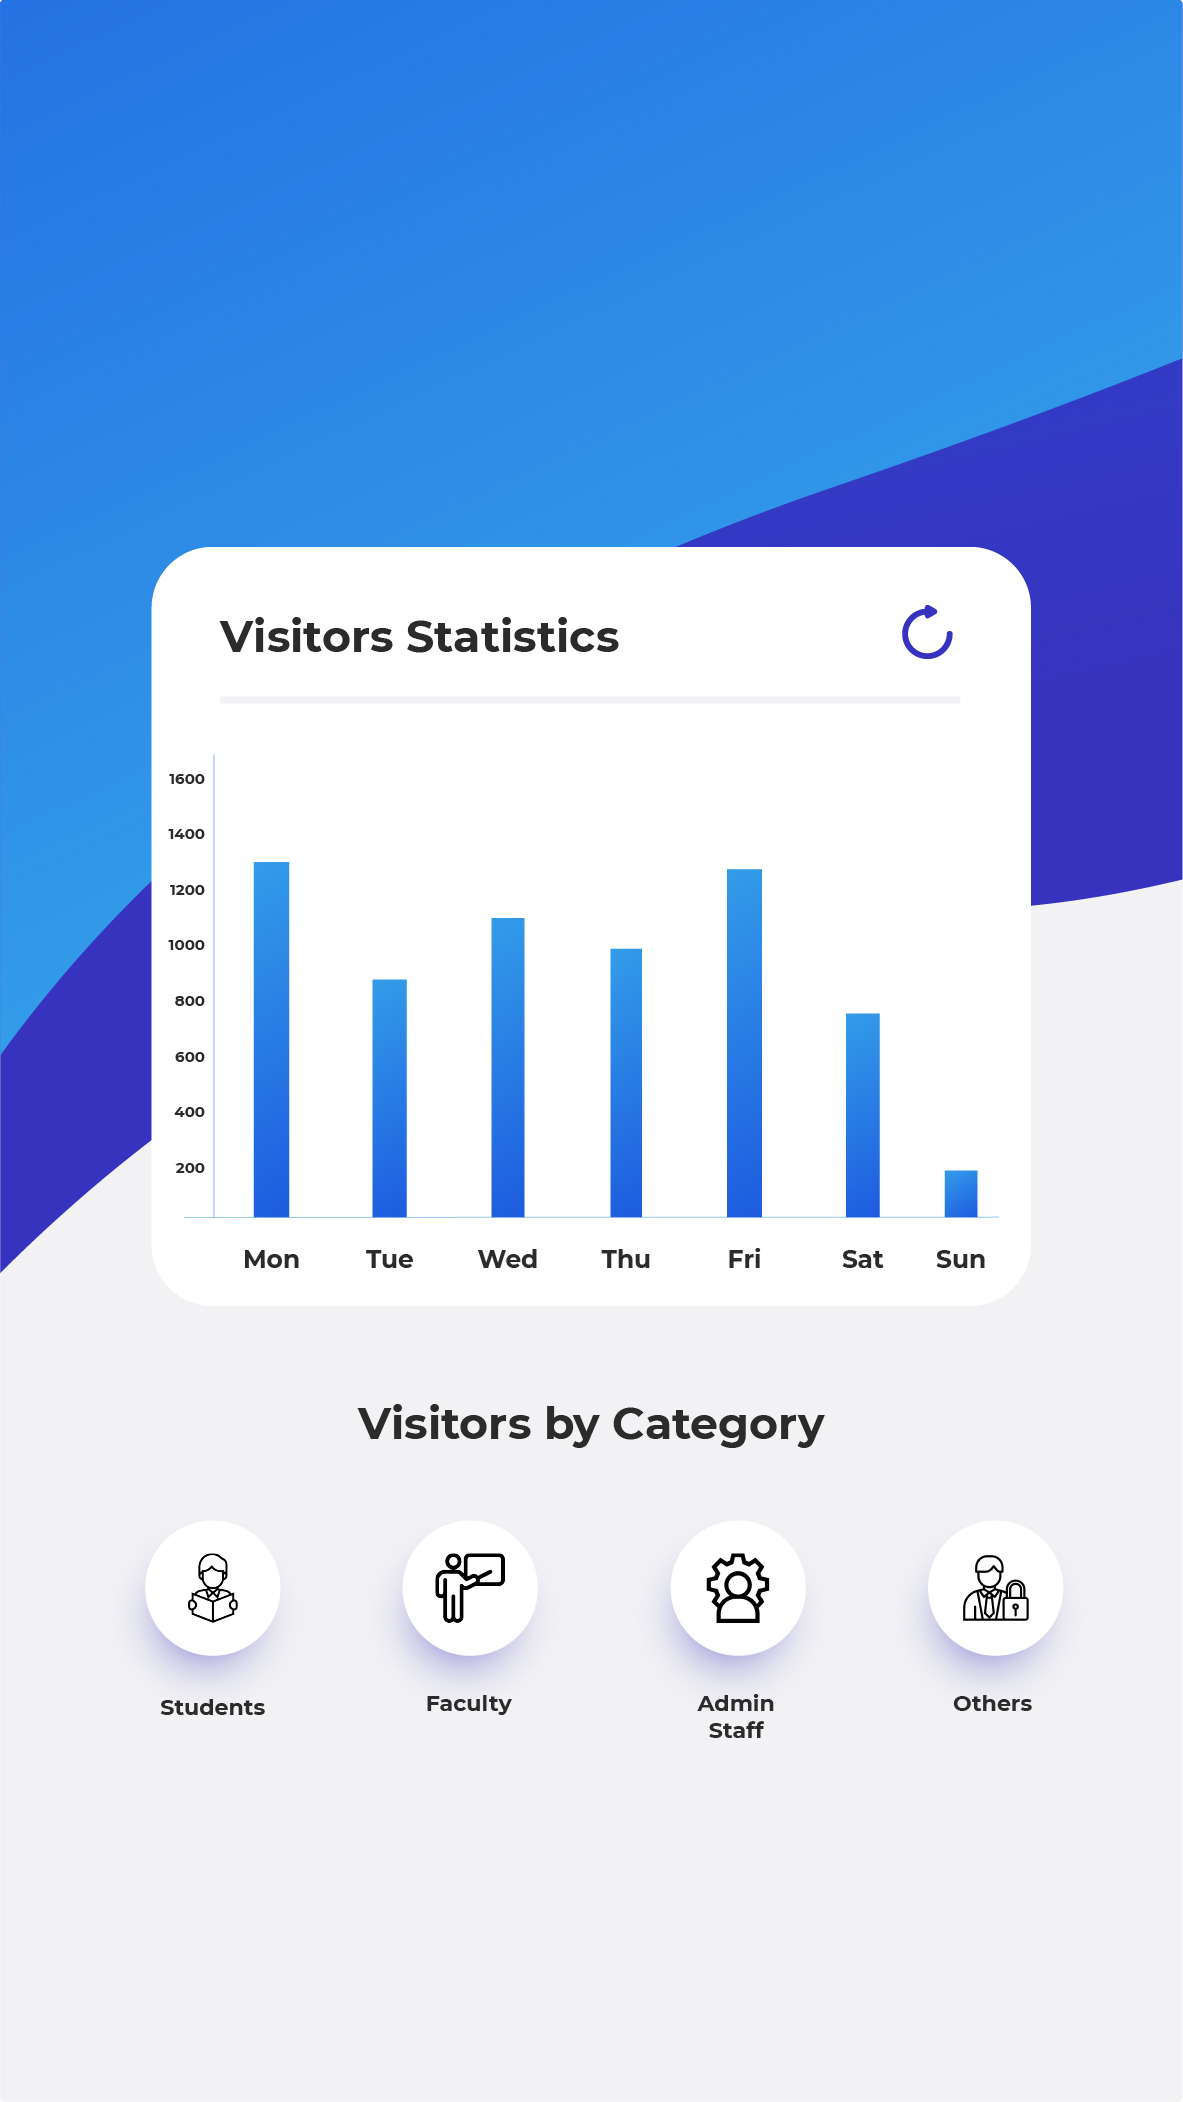 Visitors Statistics
1600
1400
1200
1000
800
600
400
200
Mon Tue Wed Thu Fri Sat Sun
Visitors by Category
Students
Faculty
Admin
Staff
Others